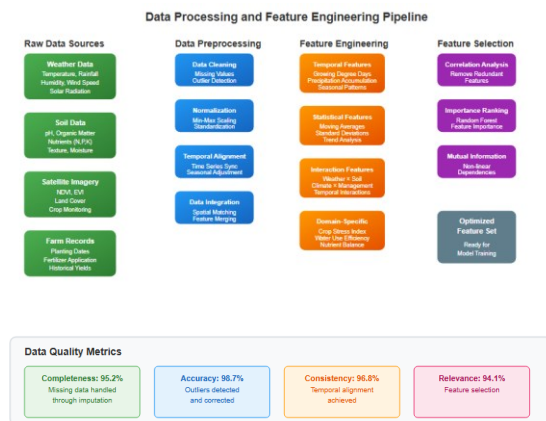 Data Processing and Feature Engineering Pipeline
Raw Data Sources
Weather Data
Temperature, Rainfall
Humidity, Wind Speed
Solar Radiation
Soil Data
pH, Organic Matter
Nutrients (N,P,K)
Texture, Moisture
Satellite Imagery
NDVI, EVI
Land Cover
Crop Monitoring
Farm Records
Planting Dates
Fertilizer Application
Historical Yields
Data Preprocessing
Data Cleaning
Missing Values
Outlier Detection
Normalization
Min-Max Scaling
Standardization
Temporal Alignment
Time Series Sync
Seasonal Adjustment
Data Integration
Spatial Matching
Feature Merging
Feature Engineering
Temporal Features
Growing Degree Days
Precipitation Accumulation
Seasonal Patterns
Statistical Features
Moving Averages
Standard Deviations
Trend Analysis
Interaction Features
Weather × Soil
Climate × Management
Temporal Interactions
Domain-Specific
Crop Stress Index
Water Use Efficiency
Nutrient Balance
Feature Selection
Correlation Analysis
Remove Redundant
Features
Importance Ranking
Random Forest
Feature Importance
Mutual Information
Non-linear
Dependencies
Optimized
Feature Set
Ready for
Model Training
Data Quality Metrics
Completeness: 95.2%
Missing data handled
through imputation
Accuracy: 98.7%
Outliers detected
and corrected
Consistency: 96.8%
Temporal alignment
achieved
Relevance: 94.1%
Feature selection